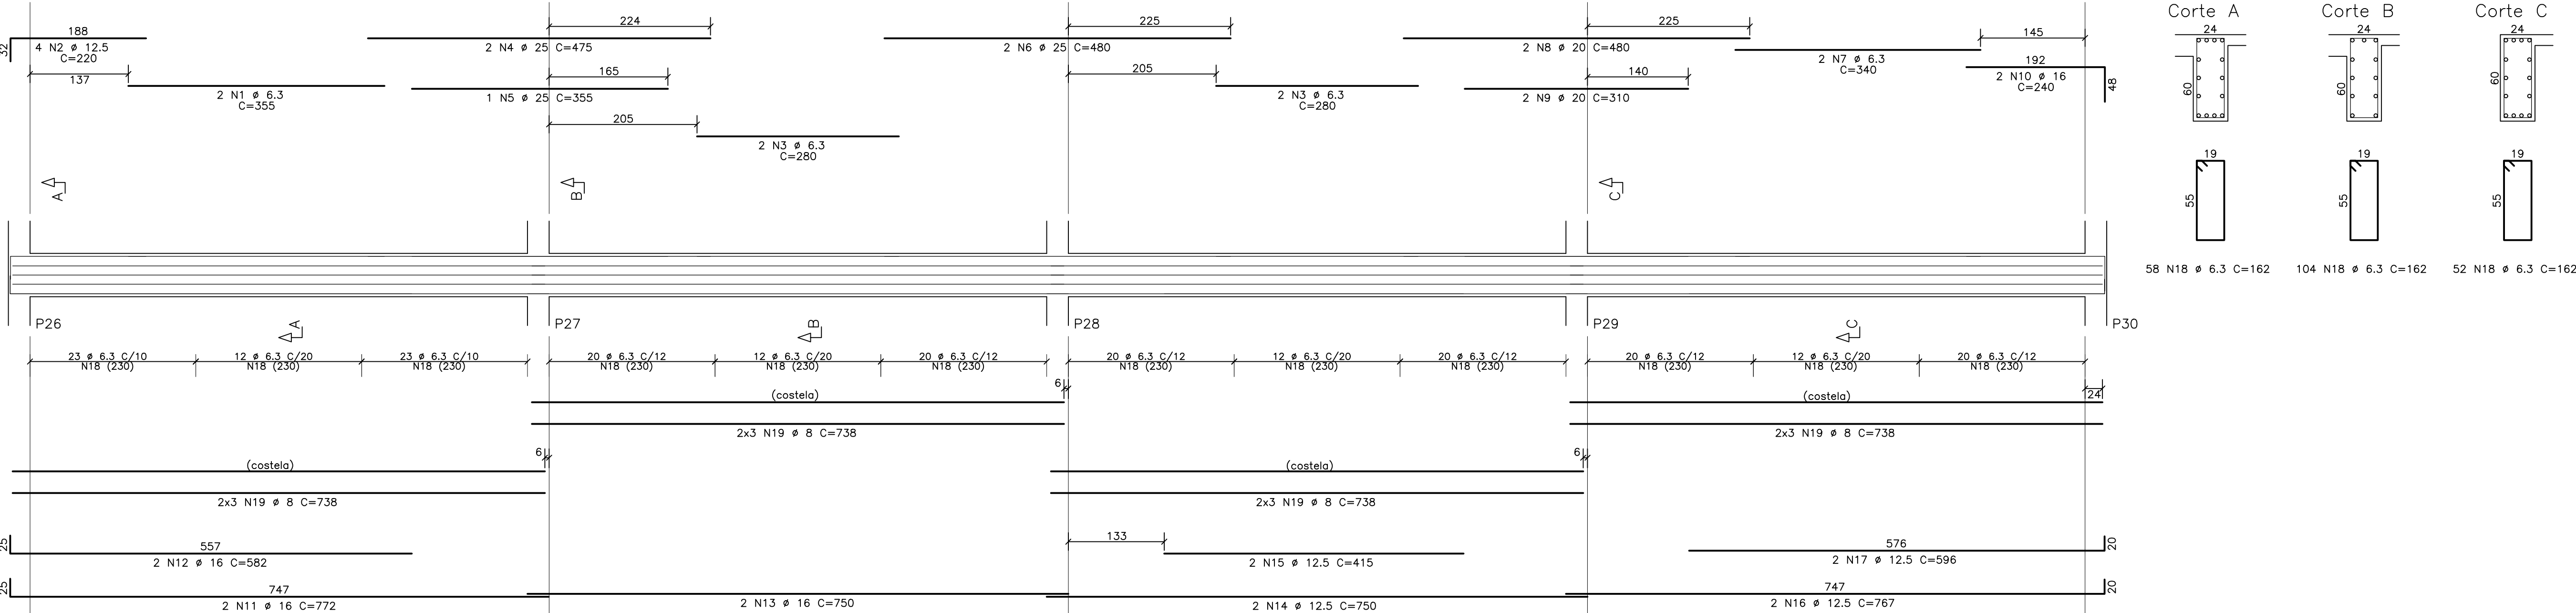 Corte A
Corte B
Corte C
224
225
225
188
32
4 N2 ø 12.5
C=220
2 N4 ø 25 C=475
2 N6 ø 25 C=480
2 N8 ø 20 C=480
145
2 N7 ø 6.3
C=340
137
165
205
140
192
2 N10 ø 16
C=240
48
2 N1 ø 6.3
C=355
1 N5 ø 25 C=355
2 N3 ø 6.3
C=280
2 N9 ø 20 C=310
205
2 N3 ø 6.3
C=280
A
B
C
24
60
24
60
24
60
19
55
19
55
19
55
58 N18 ø 6.3 C=162
104 N18 ø 6.3 C=162
52 N18 ø 6.3 C=162
P26
P27
P28
P29
P30
A
B
C
23 ø 6.3 C/10
N18 (230)
12 ø 6.3 C/20
N18 (230)
23 ø 6.3 C/10
N18 (230)
20 ø 6.3 C/12
N18 (230)
12 ø 6.3 C/20
N18 (230)
20 ø 6.3 C/12
N18 (230)
20 ø 6.3 C/12
N18 (230)
12 ø 6.3 C/20
N18 (230)
20 ø 6.3 C/12
N18 (230)
20 ø 6.3 C/12
N18 (230)
12 ø 6.3 C/20
N18 (230)
20 ø 6.3 C/12
N18 (230)
6
24
(costela)
2x3 N19 ø 8 C=738
(costela)
2x3 N19 ø 8 C=738
6
6
(costela)
2x3 N19 ø 8 C=738
(costela)
2x3 N19 ø 8 C=738
25
557
2 N12 ø 16 C=582
133
2 N15 ø 12.5 C=415
576
2 N17 ø 12.5 C=596
20
25
747
2 N11 ø 16 C=772
2 N13 ø 16 C=750
2 N14 ø 12.5 C=750
747
2 N16 ø 12.5 C=767
20